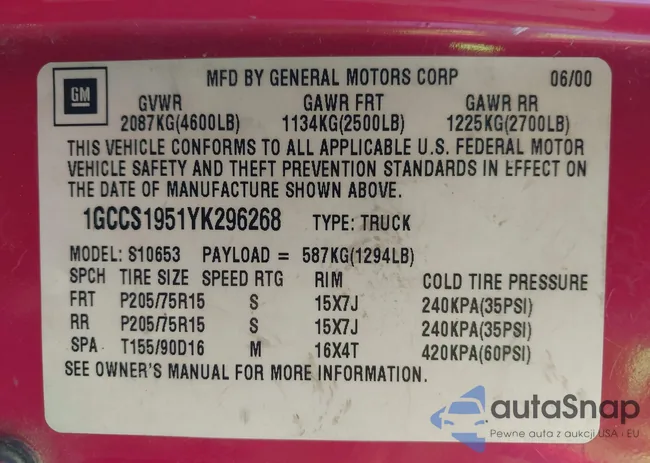 GM
MFD BY GENERAL MOTORS CORP 06/00
GVWR GAWR FRT GAWR RR
2087KG(4600LB) 1134KG(2500LB) 1225KG(2700LB)
THIS VEHICLE CONFORMS TO ALL APPLICABLE U.S. FEDERAL MOTOR
VEHICLE SAFETY AND THEFT PREVENTION STANDARDS IN EFFECT ON
THE DATE OF MANUFACTURE SHOWN ABOVE.
1GCCS1951YK296268 TYPE: TRUCK
MODEL: S10653 PAYLOAD = 587KG(1294LB)
SPCH TIRE SIZE SPEED RTG RIM COLD TIRE PRESSURE
FRT P205/75R15 S 15X7J 240KPA(35PSI)
RR P205/75R15 S 15X7J 240KPA(35PSI)
SPA T155/90D16 M 16X4T 420KPA(60PSI)
SEE OWNER'S MANUAL FOR MORE INFORMATION.
autaSnap
Pewne auta z aukcji USA i EU